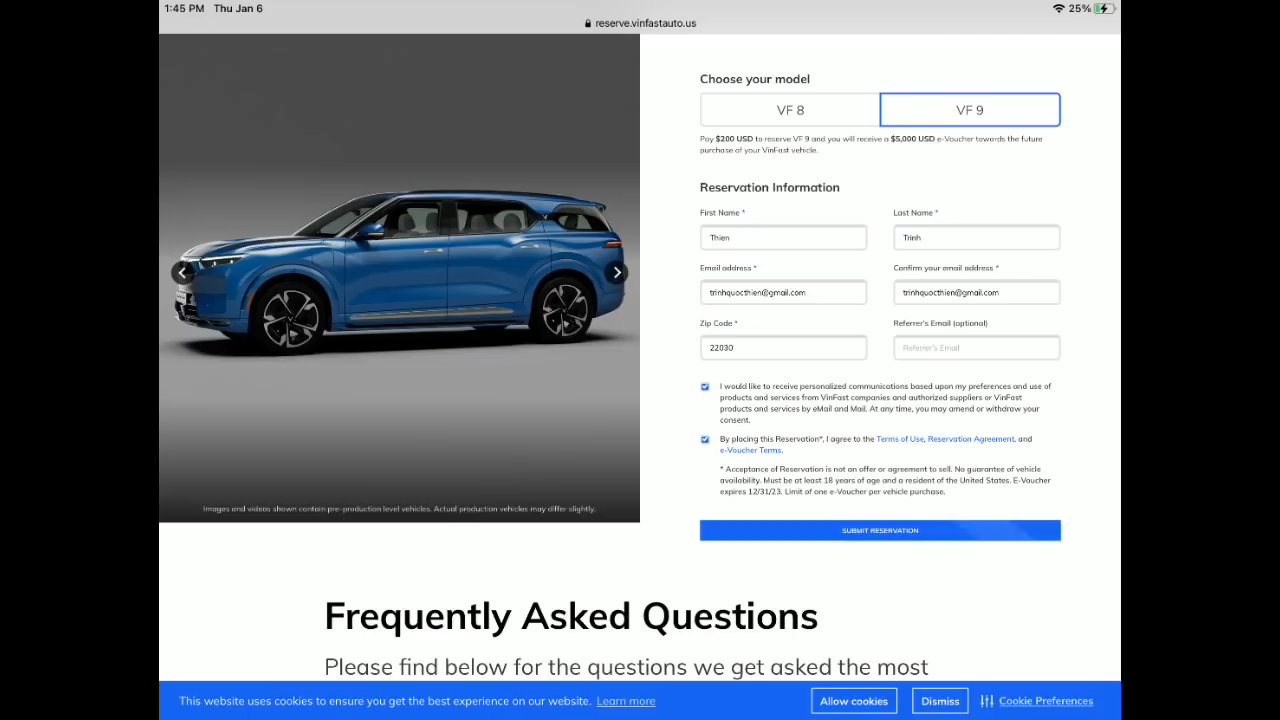 1:45 PM Thu Jan 6
25%
reserve.vinfastauto.us
Images and videos shown contain pre-production level vehicles. Actual production vehicles may differ slightly.
Choose your model
VF 8
VF 9
Pay $200 USD to reserve VF 9 and you will receive a $5,000 USD e-Voucher towards the future
purchase of your VinFast vehicle.
Reservation Information
First Name * Last Name *
Thien Trinh
Email address * Confirm your email address *
trinhquocthien@gmail.com trinhquocthien@gmail.com
Zip Code * Referrer's Email (optional)
22030 Referrer's Email
I would like to receive personalized communications based upon my preferences and use of
products and services from VinFast companies and authorized suppliers or VinFast
products and services by eMail and Mail. At any time, you may amend or withdraw your
consent.
By placing this Reservation*, I agree to the Terms of Use, Reservation Agreement, and
e-Voucher Terms.
* Acceptance of Reservation is not an offer or agreement to sell. No guarantee of vehicle
availability. Must be at least 18 years of age and a resident of the United States. E-Voucher
expires 12/31/23. Limit of one e-Voucher per vehicle purchase.
SUBMIT RESERVATION
Frequently Asked Questions
Please find below for the questions we get asked the most
This website uses cookies to ensure you get the best experience on our website. Learn more
Allow cookies
Dismiss
Cookie Preferences